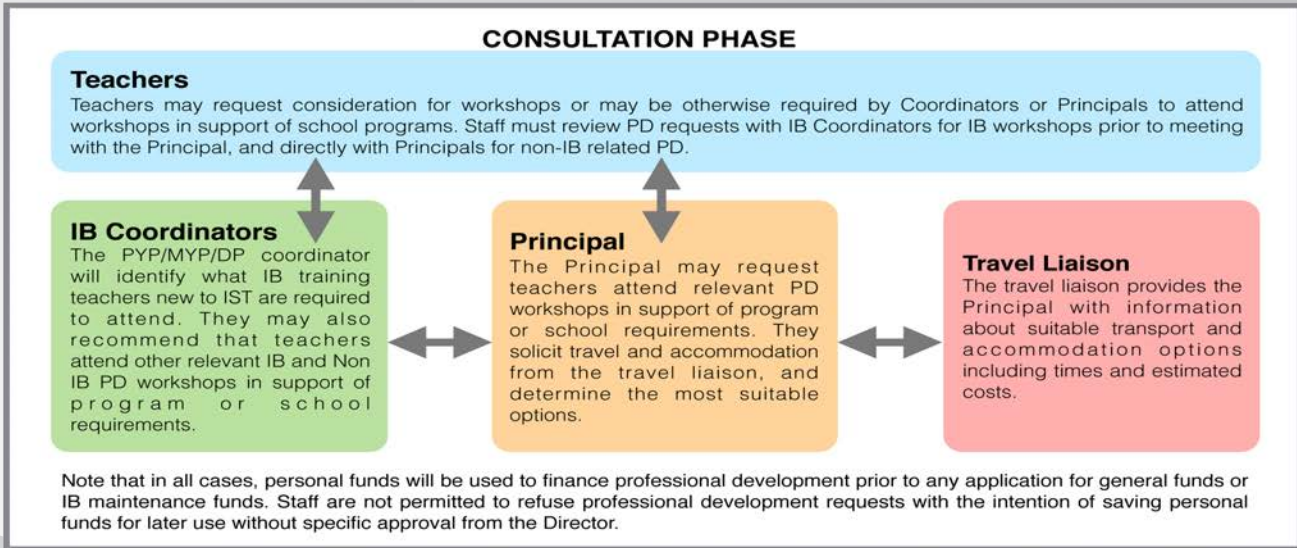 CONSULTATION PHASE
Teachers
Teachers may request consideration for workshops or may be otherwise required by Coordinators or Principals to attend
workshops in support of school programs. Staff must review PD requests with IB Coordinators for IB workshops prior to meeting
with the Principal, and directly with Principals for non-IB related PD.
IB Coordinators
The PYP/MYP/DP coordinator
will identify what IB training
teachers new to IST are required
to attend. They may also
recommend that teachers
attend other relevant IB and Non
IB PD workshops in support of
program or school
requirements.
Principal
The Principal may request
teachers attend relevant PD
workshops in support of program
or school requirements. They
solicit travel and accommodation
from the travel liaison, and
determine the most suitable
options.
Travel Liaison
The travel liaison provides the
Principal with information
about suitable transport and
accommodation options
including times and estimated
costs.
Note that in all cases, personal funds will be used to finance professional development prior to any application for general funds or
IB maintenance funds. Staff are not permitted to refuse professional development requests with the intention of saving personal
funds for later use without specific approval from the Director.